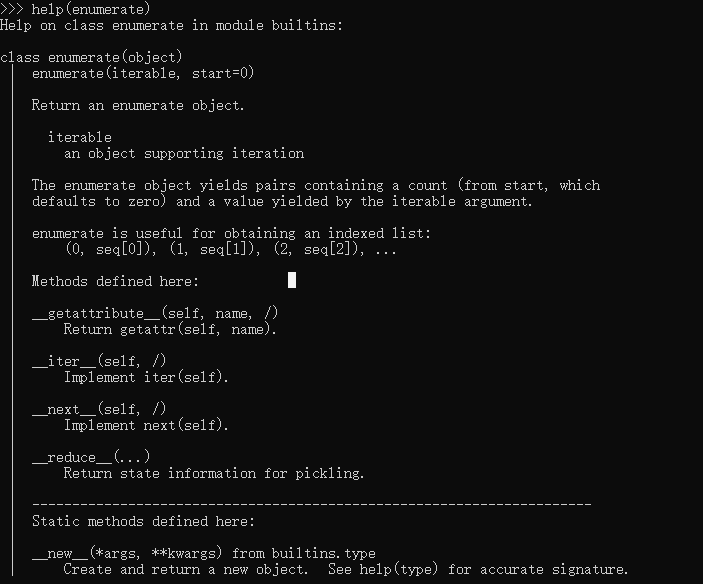 >>> help(enumerate)
Help on class enumerate in module builtins:
class enumerate(object)
enumerate(iterable, start=0)
Return an enumerate object.
iterable
an object supporting iteration
The enumerate object yields pairs containing a count (from start, which
defaults to zero) and a value yielded by the iterable argument.
enumerate is useful for obtaining an indexed list:
(0, seq[0]), (1, seq[1]), (2, seq[2]), ...
Methods defined here:
__getattribute__(self, name, /)
Return getattr(self, name).
__iter__(self, /)
Implement iter(self).
__next__(self, /)
Implement next(self).
__reduce__(...)
Return state information for pickling.
----------------------------------------------------------------------
Static methods defined here:
__new__(*args, **kwargs) from builtins.type
Create and return a new object.  See help(type) for accurate signature.